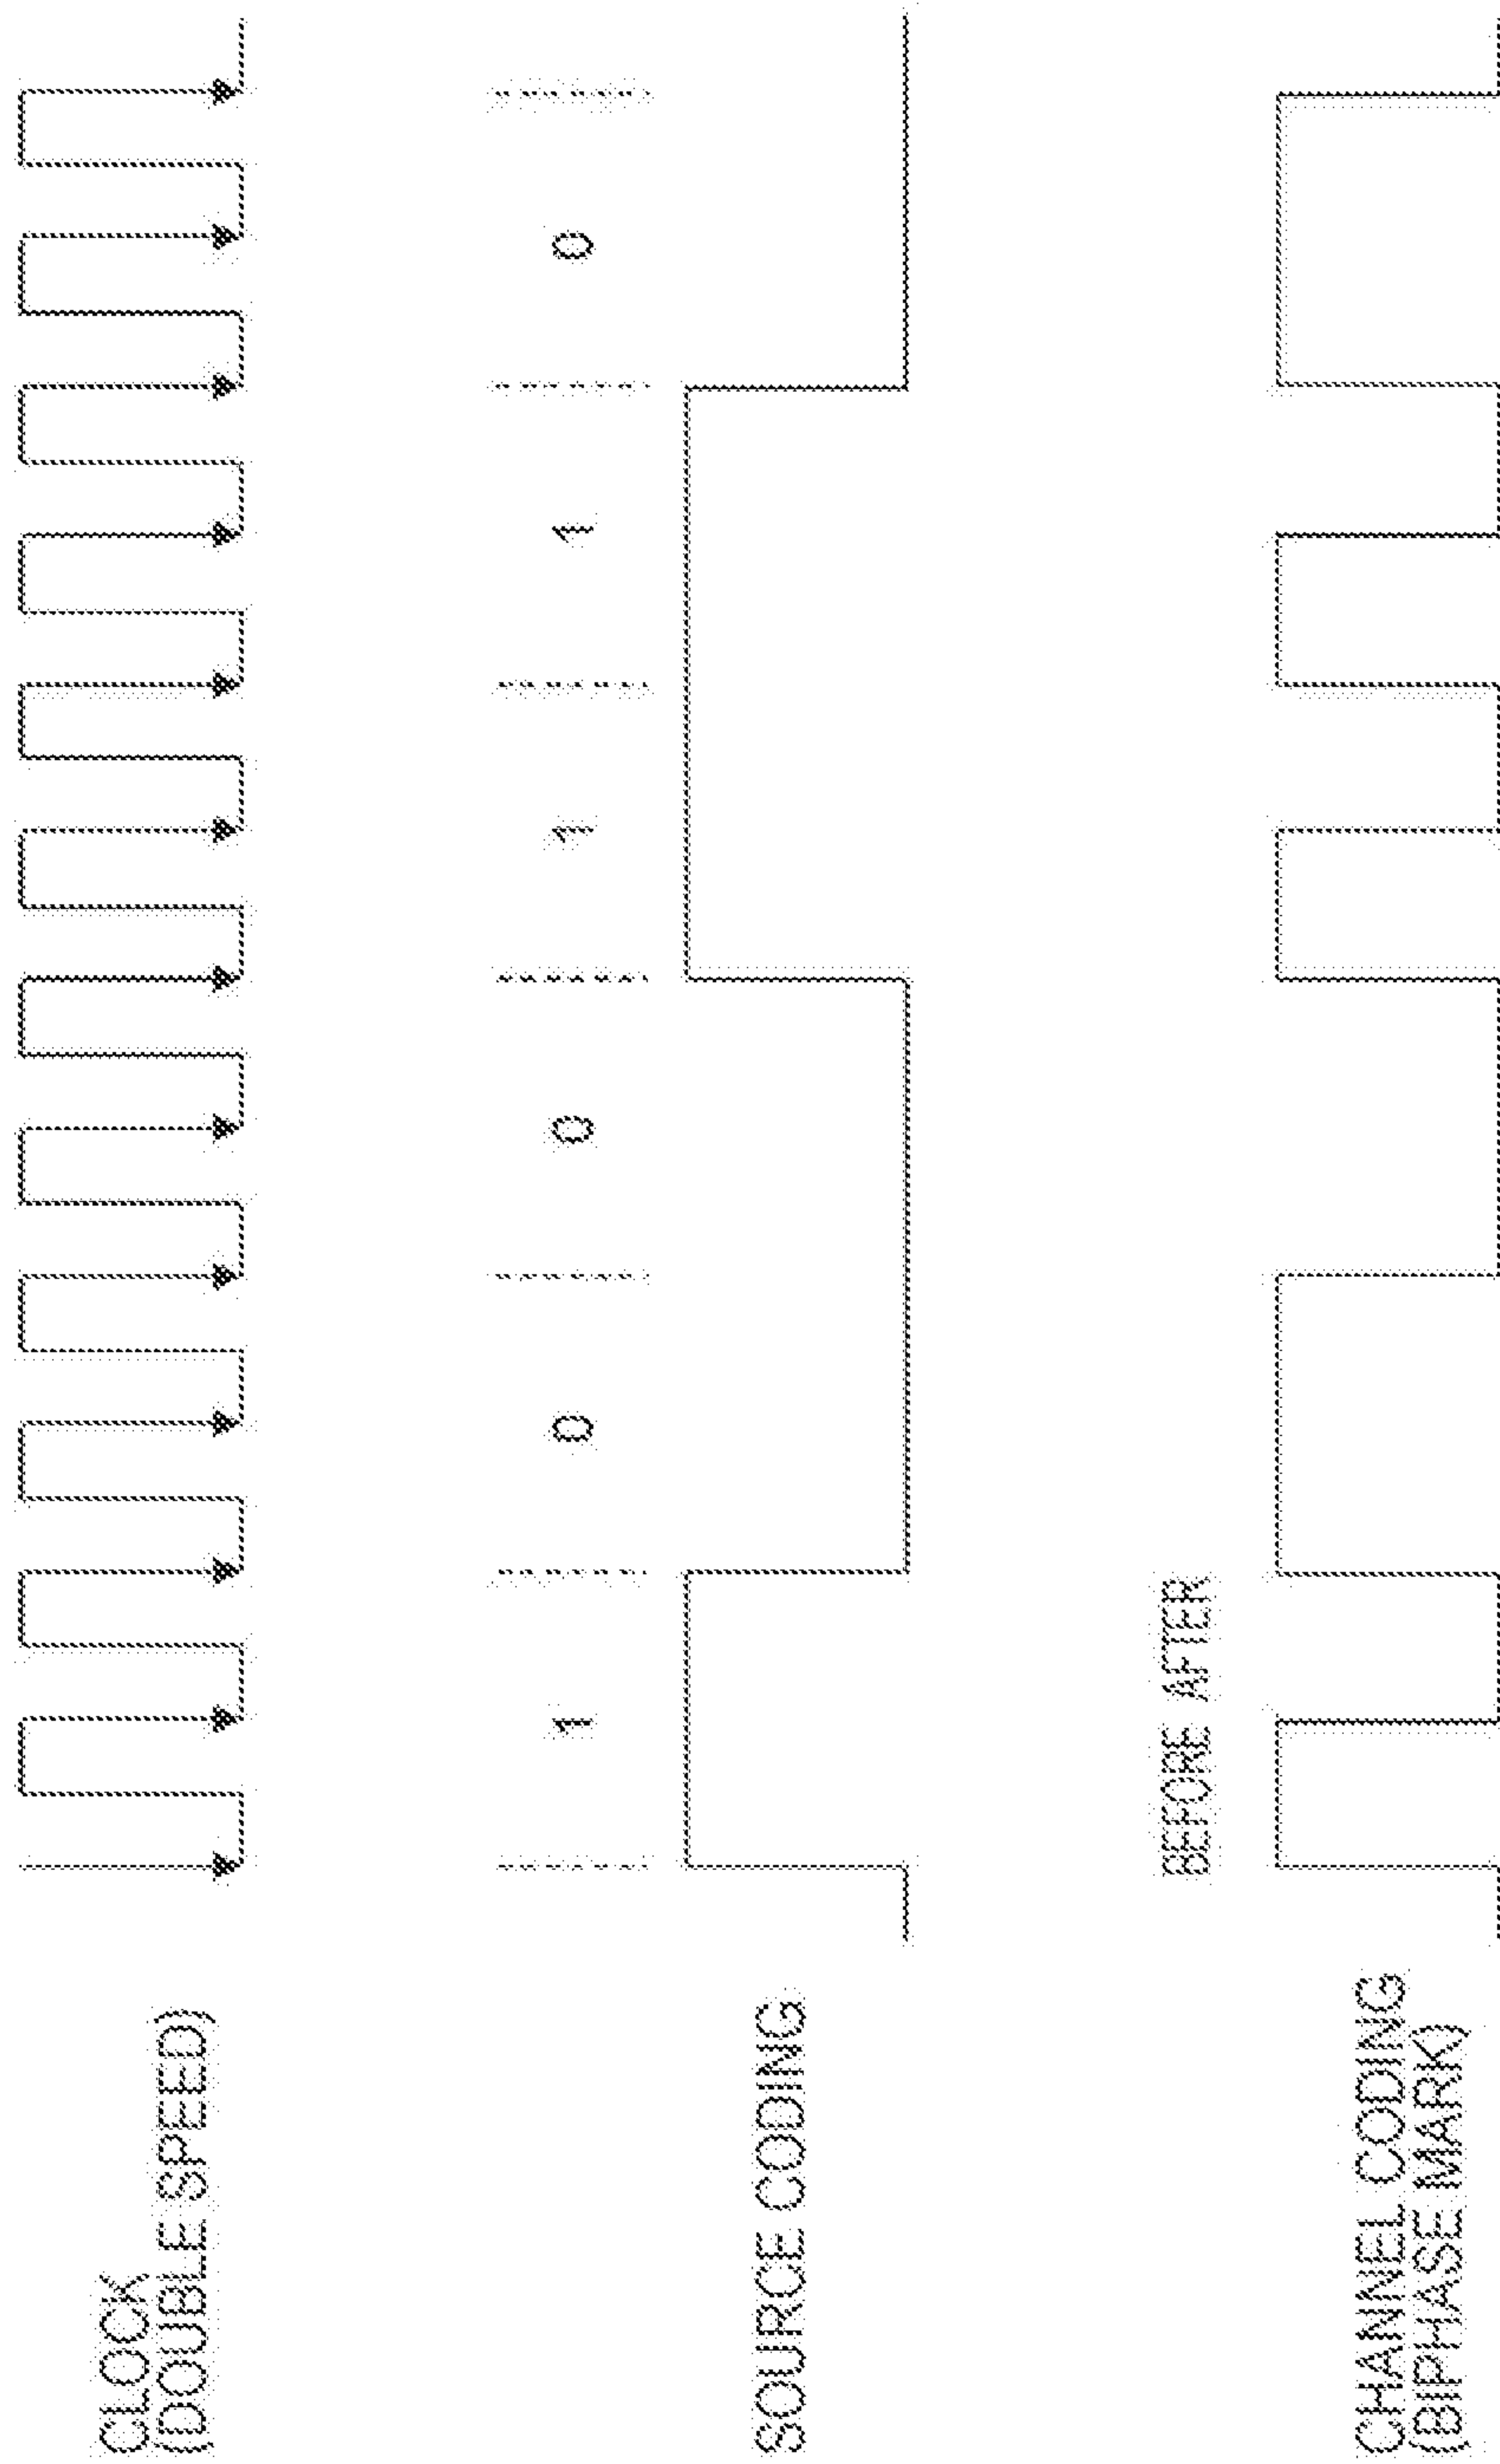 CLOCK
(DOUBLE SPEED)
1 0 0 1 1 0
SOURCE CODING
BEFORE AFTER
CHANNEL CODING
(BIPHASE MARK)